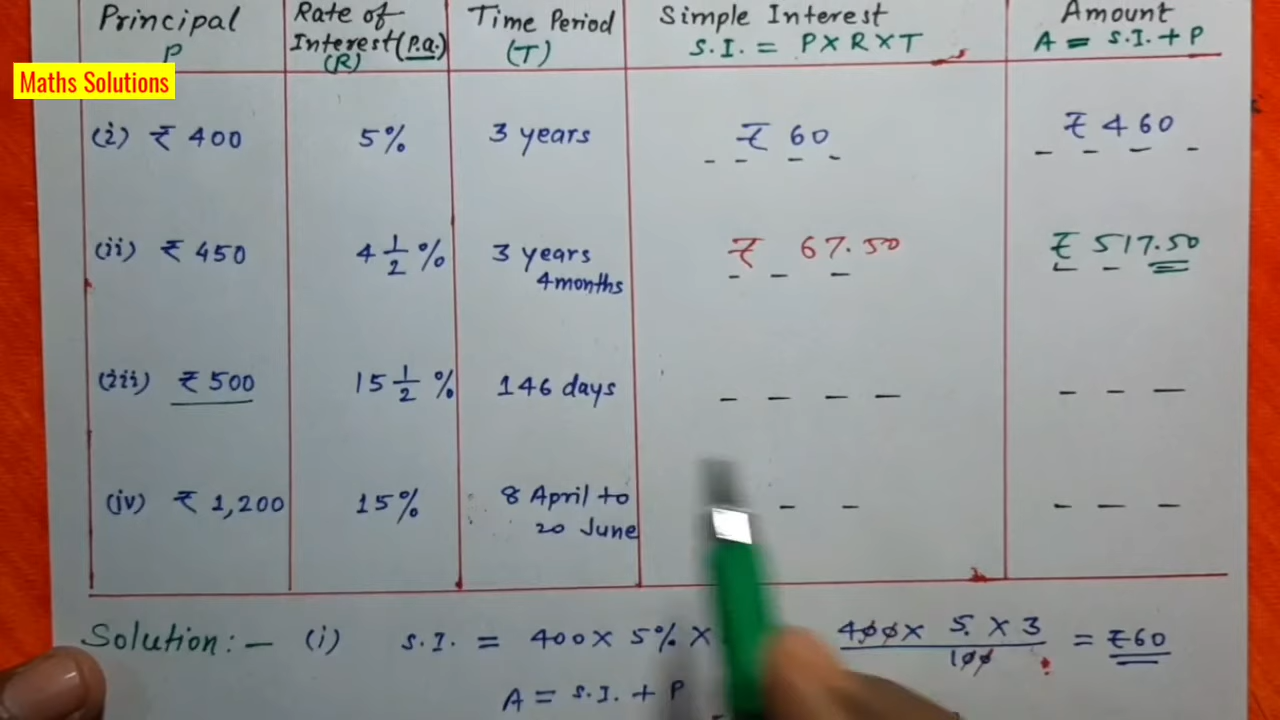 Principal
P
Rate of
Interest (P.a.)
(R)
Time Period
(T)
Simple Interest
S.I. = P X R X T
Amount
A = S.I. + P
Maths Solutions
(i) ₹ 400 5% 3 years ₹ 60 ₹ 460
(ii) ₹ 450 4 1/2 % 3 years ₹ 67.50 ₹ 517.50
4 months
(iii) ₹ 500 15 1/2 % 146 days
(iv) ₹ 1,200 15% 8 April to
20 June
Solution:- (i) S.I. = 400 X 5% X 400 X 5 X 3 / 100 = ₹ 60
A = S.I. + P